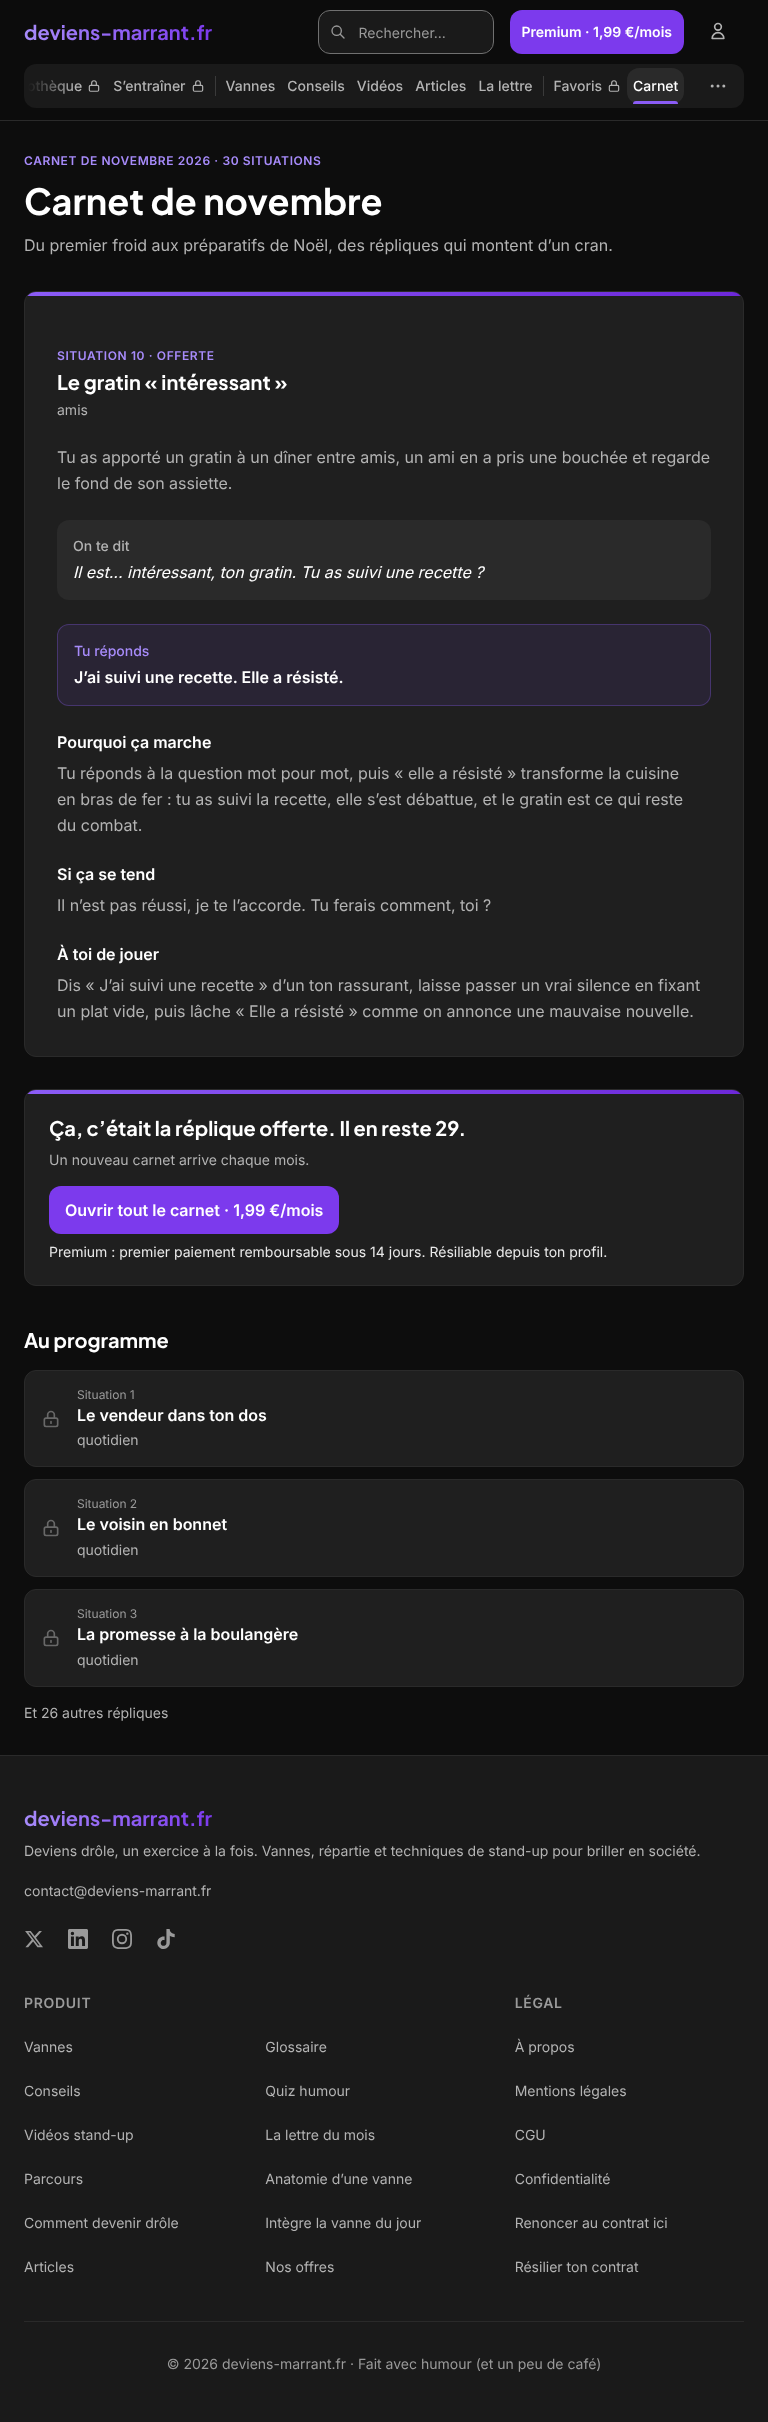 deviens-marrant.fr
Rechercher...
Premium · 1,99 €/mois
S’entraîner
Vannes
Conseils
Vidéos
Articles
La lettre
Favoris
Carnet
CARNET DE NOVEMBRE 2026 · 30 SITUATIONS
Carnet de novembre
Du premier froid aux préparatifs de Noël, des répliques qui montent d’un cran.
SITUATION 10 · OFFERTE
Le gratin « intéressant »
amis
Tu as apporté un gratin à un dîner entre amis, un ami en a pris une bouchée et regarde
le fond de son assiette.
On te dit
Il est… intéressant, ton gratin. Tu as suivi une recette ?
Tu réponds
J’ai suivi une recette. Elle a résisté.
Pourquoi ça marche
Tu réponds à la question mot pour mot, puis « elle a résisté » transforme la cuisine
en bras de fer : tu as suivi la recette, elle s’est débattue, et le gratin est ce qui reste
du combat.
Si ça se tend
Il n’est pas réussi, je te l’accorde. Tu ferais comment, toi ?
À toi de jouer
Dis « J’ai suivi une recette » d’un ton rassurant, laisse passer un vrai silence en fixant
un plat vide, puis lâche « Elle a résisté » comme on annonce une mauvaise nouvelle.
Ça, c’était la réplique offerte. Il en reste 29.
Un nouveau carnet arrive chaque mois.
Ouvrir tout le carnet · 1,99 €/mois
Premium : premier paiement remboursable sous 14 jours. Résiliable depuis ton profil.
Au programme
Situation 1
Le vendeur dans ton dos
quotidien
Situation 2
Le voisin en bonnet
quotidien
Situation 3
La promesse à la boulangère
quotidien
Et 26 autres répliques
deviens-marrant.fr
Deviens drôle, un exercice à la fois. Vannes, répartie et techniques de stand-up pour briller en société.
contact@deviens-marrant.fr
PRODUIT
Vannes
Conseils
Vidéos stand-up
Parcours
Comment devenir drôle
Articles
Glossaire
Quiz humour
La lettre du mois
Anatomie d’une vanne
Intègre la vanne du jour
Nos offres
LÉGAL
À propos
Mentions légales
CGU
Confidentialité
Renoncer au contrat ici
Résilier ton contrat
© 2026 deviens-marrant.fr · Fait avec humour (et un peu de café)